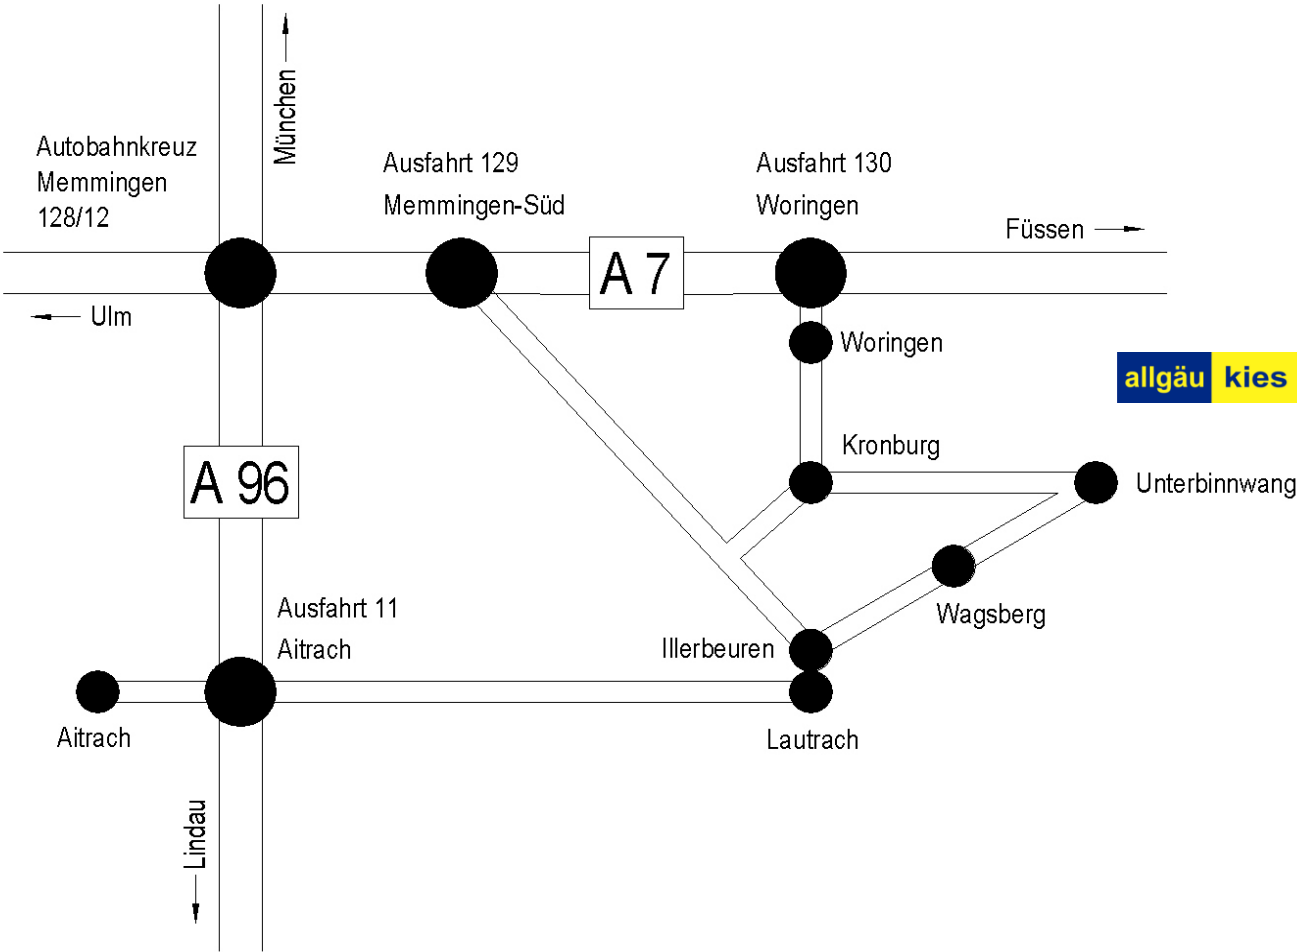 München
Autobahnkreuz
Memmingen
128/12
Ausfahrt 129
Memmingen-Süd
Ausfahrt 130
Woringen
Füssen
A 7
Ulm
Woringen
allgäu kies
Kronburg
A 96
Unterbinnwang
Wagsberg
Ausfahrt 11
Aitrach
Illerbeuren
Aitrach
Lautrach
Lindau